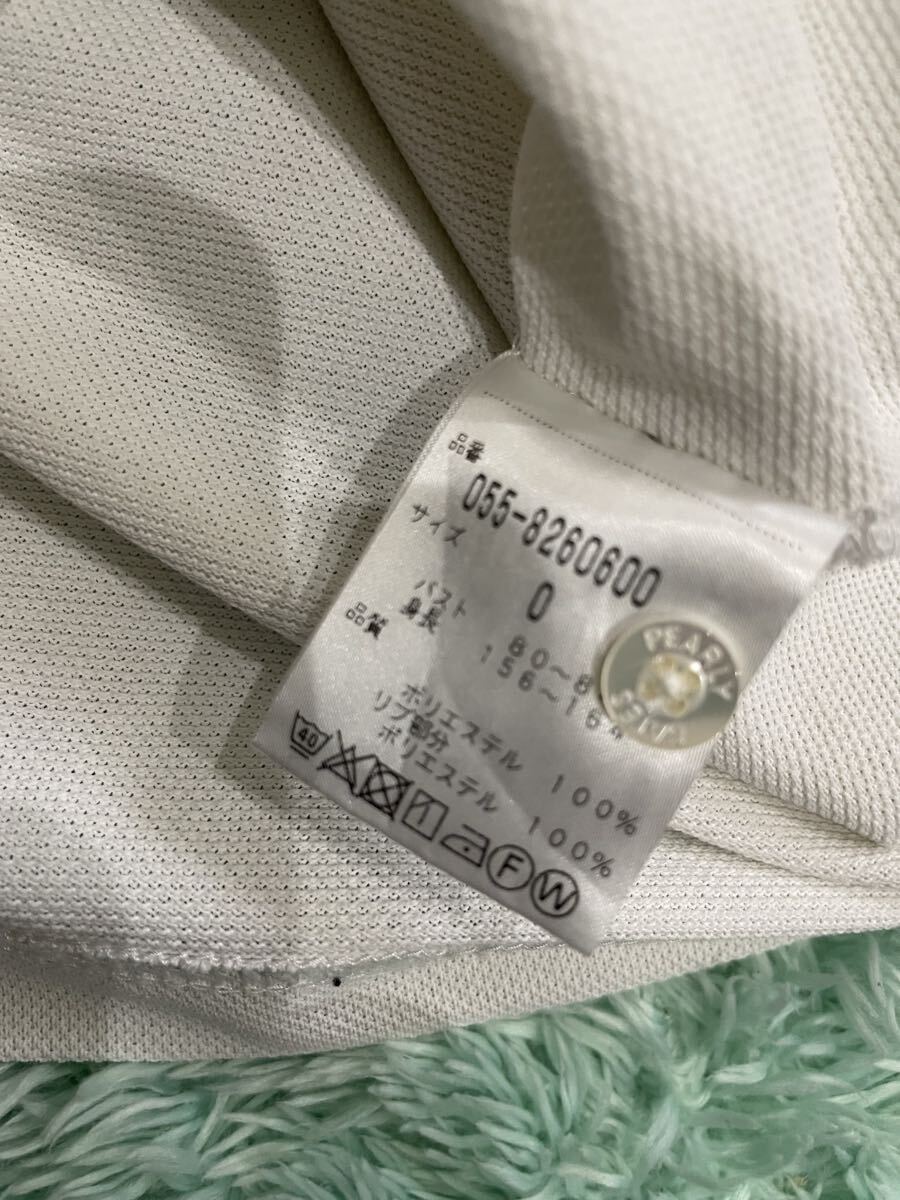 品番
055-8260600
サイズ
0
バスト 80～8
身長 156～16
品質
ポリエステル 100%
リブ部分
ポリエステル 100%
40
F W
PEARLY
GATES